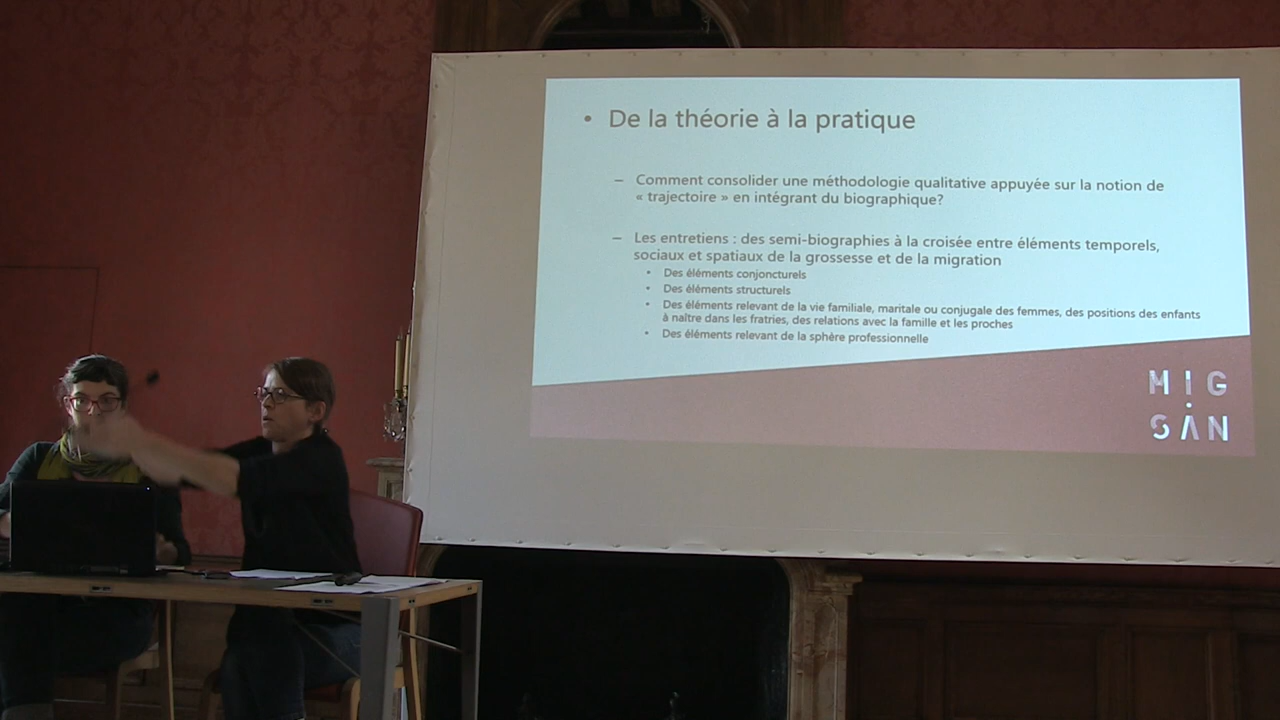 • De la théorie à la pratique
– Comment consolider une méthodologie qualitative appuyée sur la notion de
« trajectoire » en intégrant du biographique?
– Les entretiens : des semi-biographies à la croisée entre éléments temporels,
sociaux et spatiaux de la grossesse et de la migration
• Des éléments conjoncturels
• Des éléments structurels
• Des éléments relevant de la vie familiale, maritale ou conjugale des femmes, des positions des enfants
à naître dans les fratries, des relations avec la famille et les proches
• Des éléments relevant de la sphère professionnelle
MIG
SAN